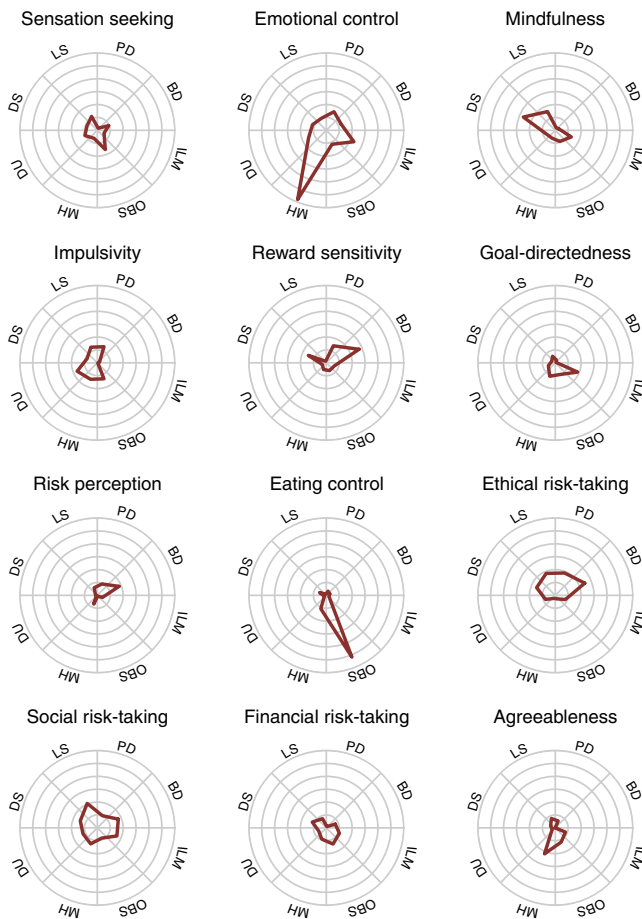 Sensation seeking
Emotional control
Mindfulness
LS PD BD ILM OBS MH DU DS
LS PD BD ILM OBS MH DU DS
LS PD BD ILM OBS MH DU DS
Impulsivity
Reward sensitivity
Goal-directedness
LS PD BD ILM OBS MH DU DS
LS PD BD ILM OBS MH DU DS
LS PD BD ILM OBS MH DU DS
Risk perception
Eating control
Ethical risk-taking
LS PD BD ILM OBS MH DU DS
LS PD BD ILM OBS MH DU DS
LS PD BD ILM OBS MH DU DS
Social risk-taking
Financial risk-taking
Agreeableness
LS PD BD ILM OBS MH DU DS
LS PD BD ILM OBS MH DU DS
LS PD BD ILM OBS MH DU DS